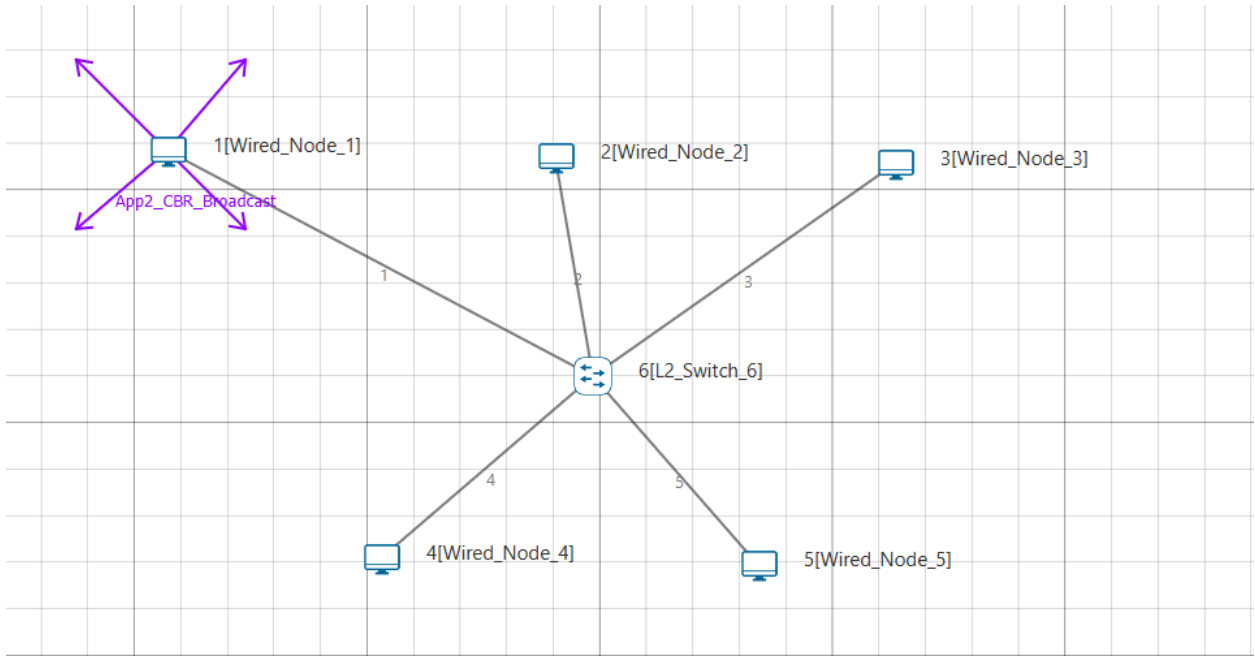 1[Wired_Node_1]
2[Wired_Node_2]
3[Wired_Node_3]
App2_CBR_Broadcast
1
2
3
6[L2_Switch_6]
4
5
4[Wired_Node_4]
5[Wired_Node_5]